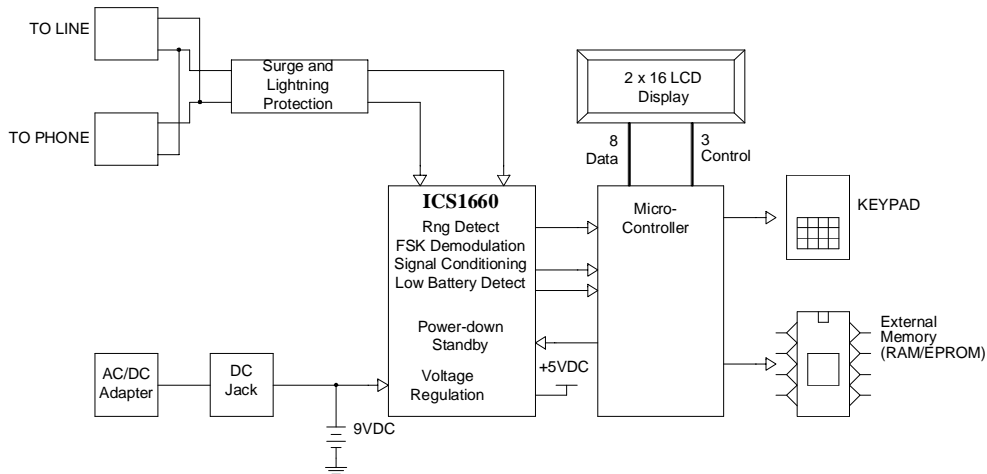 TO LINE
Surge and
Lightning
Protection
TO PHONE
2 x 16 LCD
Display
8
Data
3
Control
ICS1660
Rng Detect
FSK Demodulation
Signal Conditioning
Low Battery Detect
Power-down
Standby
Voltage
Regulation
+5VDC
Micro-
Controller
KEYPAD
External
Memory
(RAM/EPROM)
AC/DC
Adapter
DC
Jack
9VDC